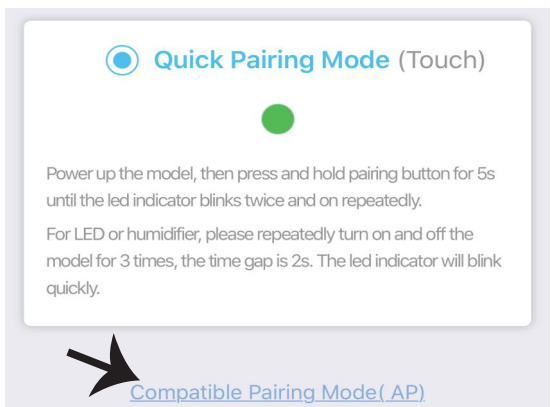 Quick Pairing Mode (Touch)
Power up the model, then press and hold pairing button for 5s
until the led indicator blinks twice and on repeatedly.
For LED or humidifier, please repeatedly turn on and off the
model for 3 times, the time gap is 2s. The led indicator will blink
quickly.
Compatible Pairing Mode( AP)